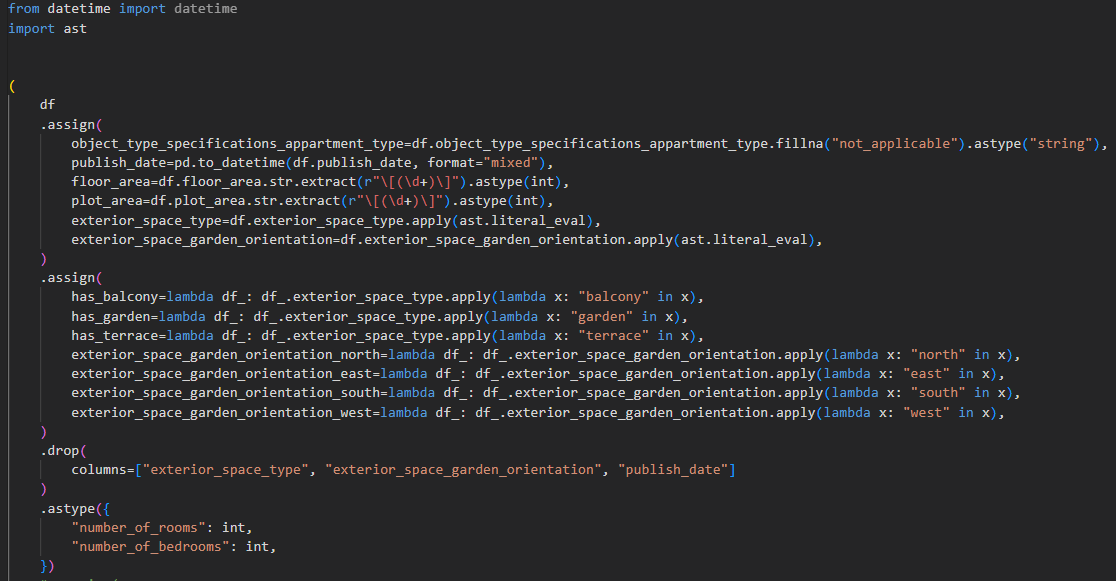 from datetime import datetime
import ast
(
df
.assign(
object_type_specifications_appartment_type=df.object_type_specifications_appartment_type.fillna("not_applicable").astype("string"),
publish_date=pd.to_datetime(df.publish_date, format="mixed"),
floor_area=df.floor_area.str.extract(r"\[(\d+)\]").astype(int),
plot_area=df.plot_area.str.extract(r"\[(\d+)\]").astype(int),
exterior_space_type=df.exterior_space_type.apply(ast.literal_eval),
exterior_space_garden_orientation=df.exterior_space_garden_orientation.apply(ast.literal_eval),
)
.assign(
has_balcony=lambda df_: df_.exterior_space_type.apply(lambda x: "balcony" in x),
has_garden=lambda df_: df_.exterior_space_type.apply(lambda x: "garden" in x),
has_terrace=lambda df_: df_.exterior_space_type.apply(lambda x: "terrace" in x),
exterior_space_garden_orientation_north=lambda df_: df_.exterior_space_garden_orientation.apply(lambda x: "north" in x),
exterior_space_garden_orientation_east=lambda df_: df_.exterior_space_garden_orientation.apply(lambda x: "east" in x),
exterior_space_garden_orientation_south=lambda df_: df_.exterior_space_garden_orientation.apply(lambda x: "south" in x),
exterior_space_garden_orientation_west=lambda df_: df_.exterior_space_garden_orientation.apply(lambda x: "west" in x),
)
.drop(
columns=["exterior_space_type", "exterior_space_garden_orientation", "publish_date"]
)
.astype({
"number_of_rooms": int,
"number_of_bedrooms": int,
})